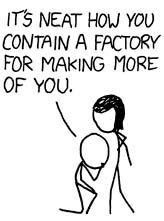 IT'S NEAT HOW YOU
CONTAIN A FACTORY
FOR MAKING MORE
OF YOU.